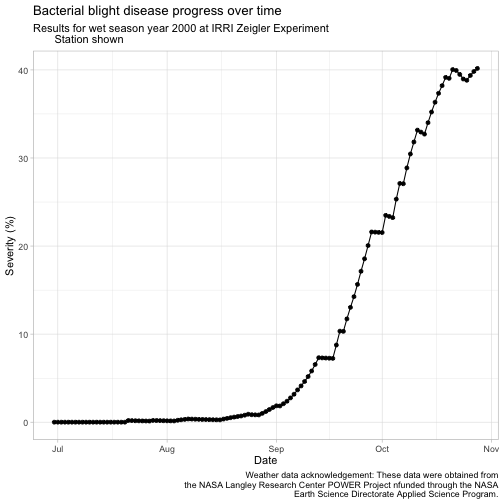 Bacterial blight disease progress over time
Results for wet season year 2000 at IRRI Zeigler Experiment
Station shown
Severity (%)
40
30
20
10
0
Jul
Aug
Sep
Oct
Nov
Date
Weather data acknowledgement: These data were obtained from
the NASA Langley Research Center POWER Project nfunded through the NASA
Earth Science Directorate Applied Science Program.